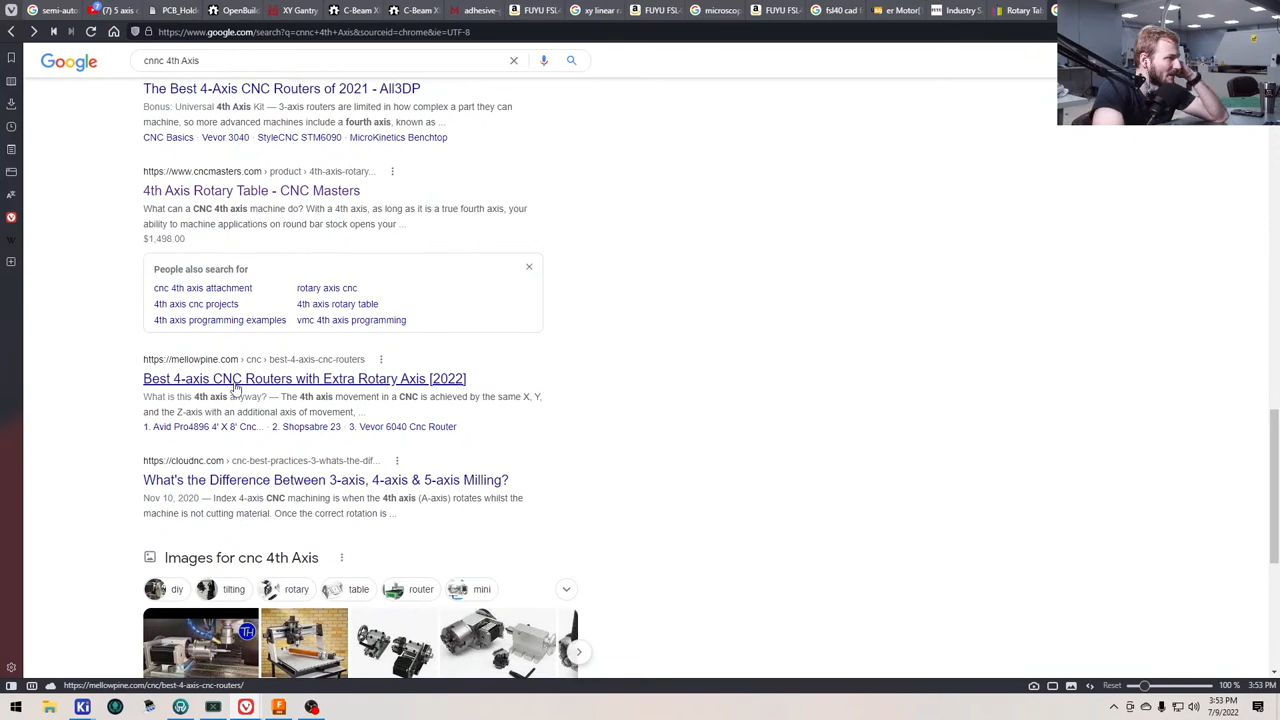 semi-auto
(7) 5 axis
PCB_Hold
OpenBuild
XY Gantry
C-Beam X
C-Beam X
adhesive-
FUYU FSL
xy linear r
FUYU FSL4
microscop
FUYU FSL4
fsl40 cad f
er Motor|
Industry S
Rotary Tab
https://www.google.com/search?q=cnnc+4th+Axis&sourceid=chrome&ie=UTF-8
Google
cnnc 4th Axis
The Best 4-Axis CNC Routers of 2021 - All3DP
Bonus: Universal 4th Axis Kit — 3-axis routers are limited in how complex a part they can
machine, so more advanced machines include a fourth axis, known as ...
CNC Basics · Vevor 3040 · StyleCNC STM6090 · MicroKinetics Benchtop
https://www.cncmasters.com › product › 4th-axis-rotary...
4th Axis Rotary Table - CNC Masters
What can a CNC 4th axis machine do? With a 4th axis, as long as it is a true fourth axis, your
ability to machine applications on round bar stock opens your ...
$1,498.00
People also search for
cnc 4th axis attachment
rotary axis cnc
4th axis cnc projects
4th axis rotary table
4th axis programming examples
vmc 4th axis programming
https://mellowpine.com › cnc › best-4-axis-cnc-routers
Best 4-axis CNC Routers with Extra Rotary Axis [2022]
What is this 4th axis anyway? — The 4th axis movement in a CNC is achieved by the same X, Y,
and the Z-axis with an additional axis of movement, ...
1. Avid Pro4896 4' X 8' Cnc... · 2. Shopsabre 23 · 3. Vevor 6040 Cnc Router
https://cloudnc.com › cnc-best-practices-3-whats-the-dif...
What's the Difference Between 3-axis, 4-axis & 5-axis Milling?
Nov 10, 2020 — Index 4-axis CNC machining is when the 4th axis (A-axis) rotates whilst the
machine is not cutting material. Once the correct rotation is ...
Images for cnc 4th Axis
diy
tilting
rotary
table
router
mini
https://mellowpine.com/cnc/best-4-axis-cnc-routers/
Reset
100 %
3:53 PM
3:53 PM
7/9/2022